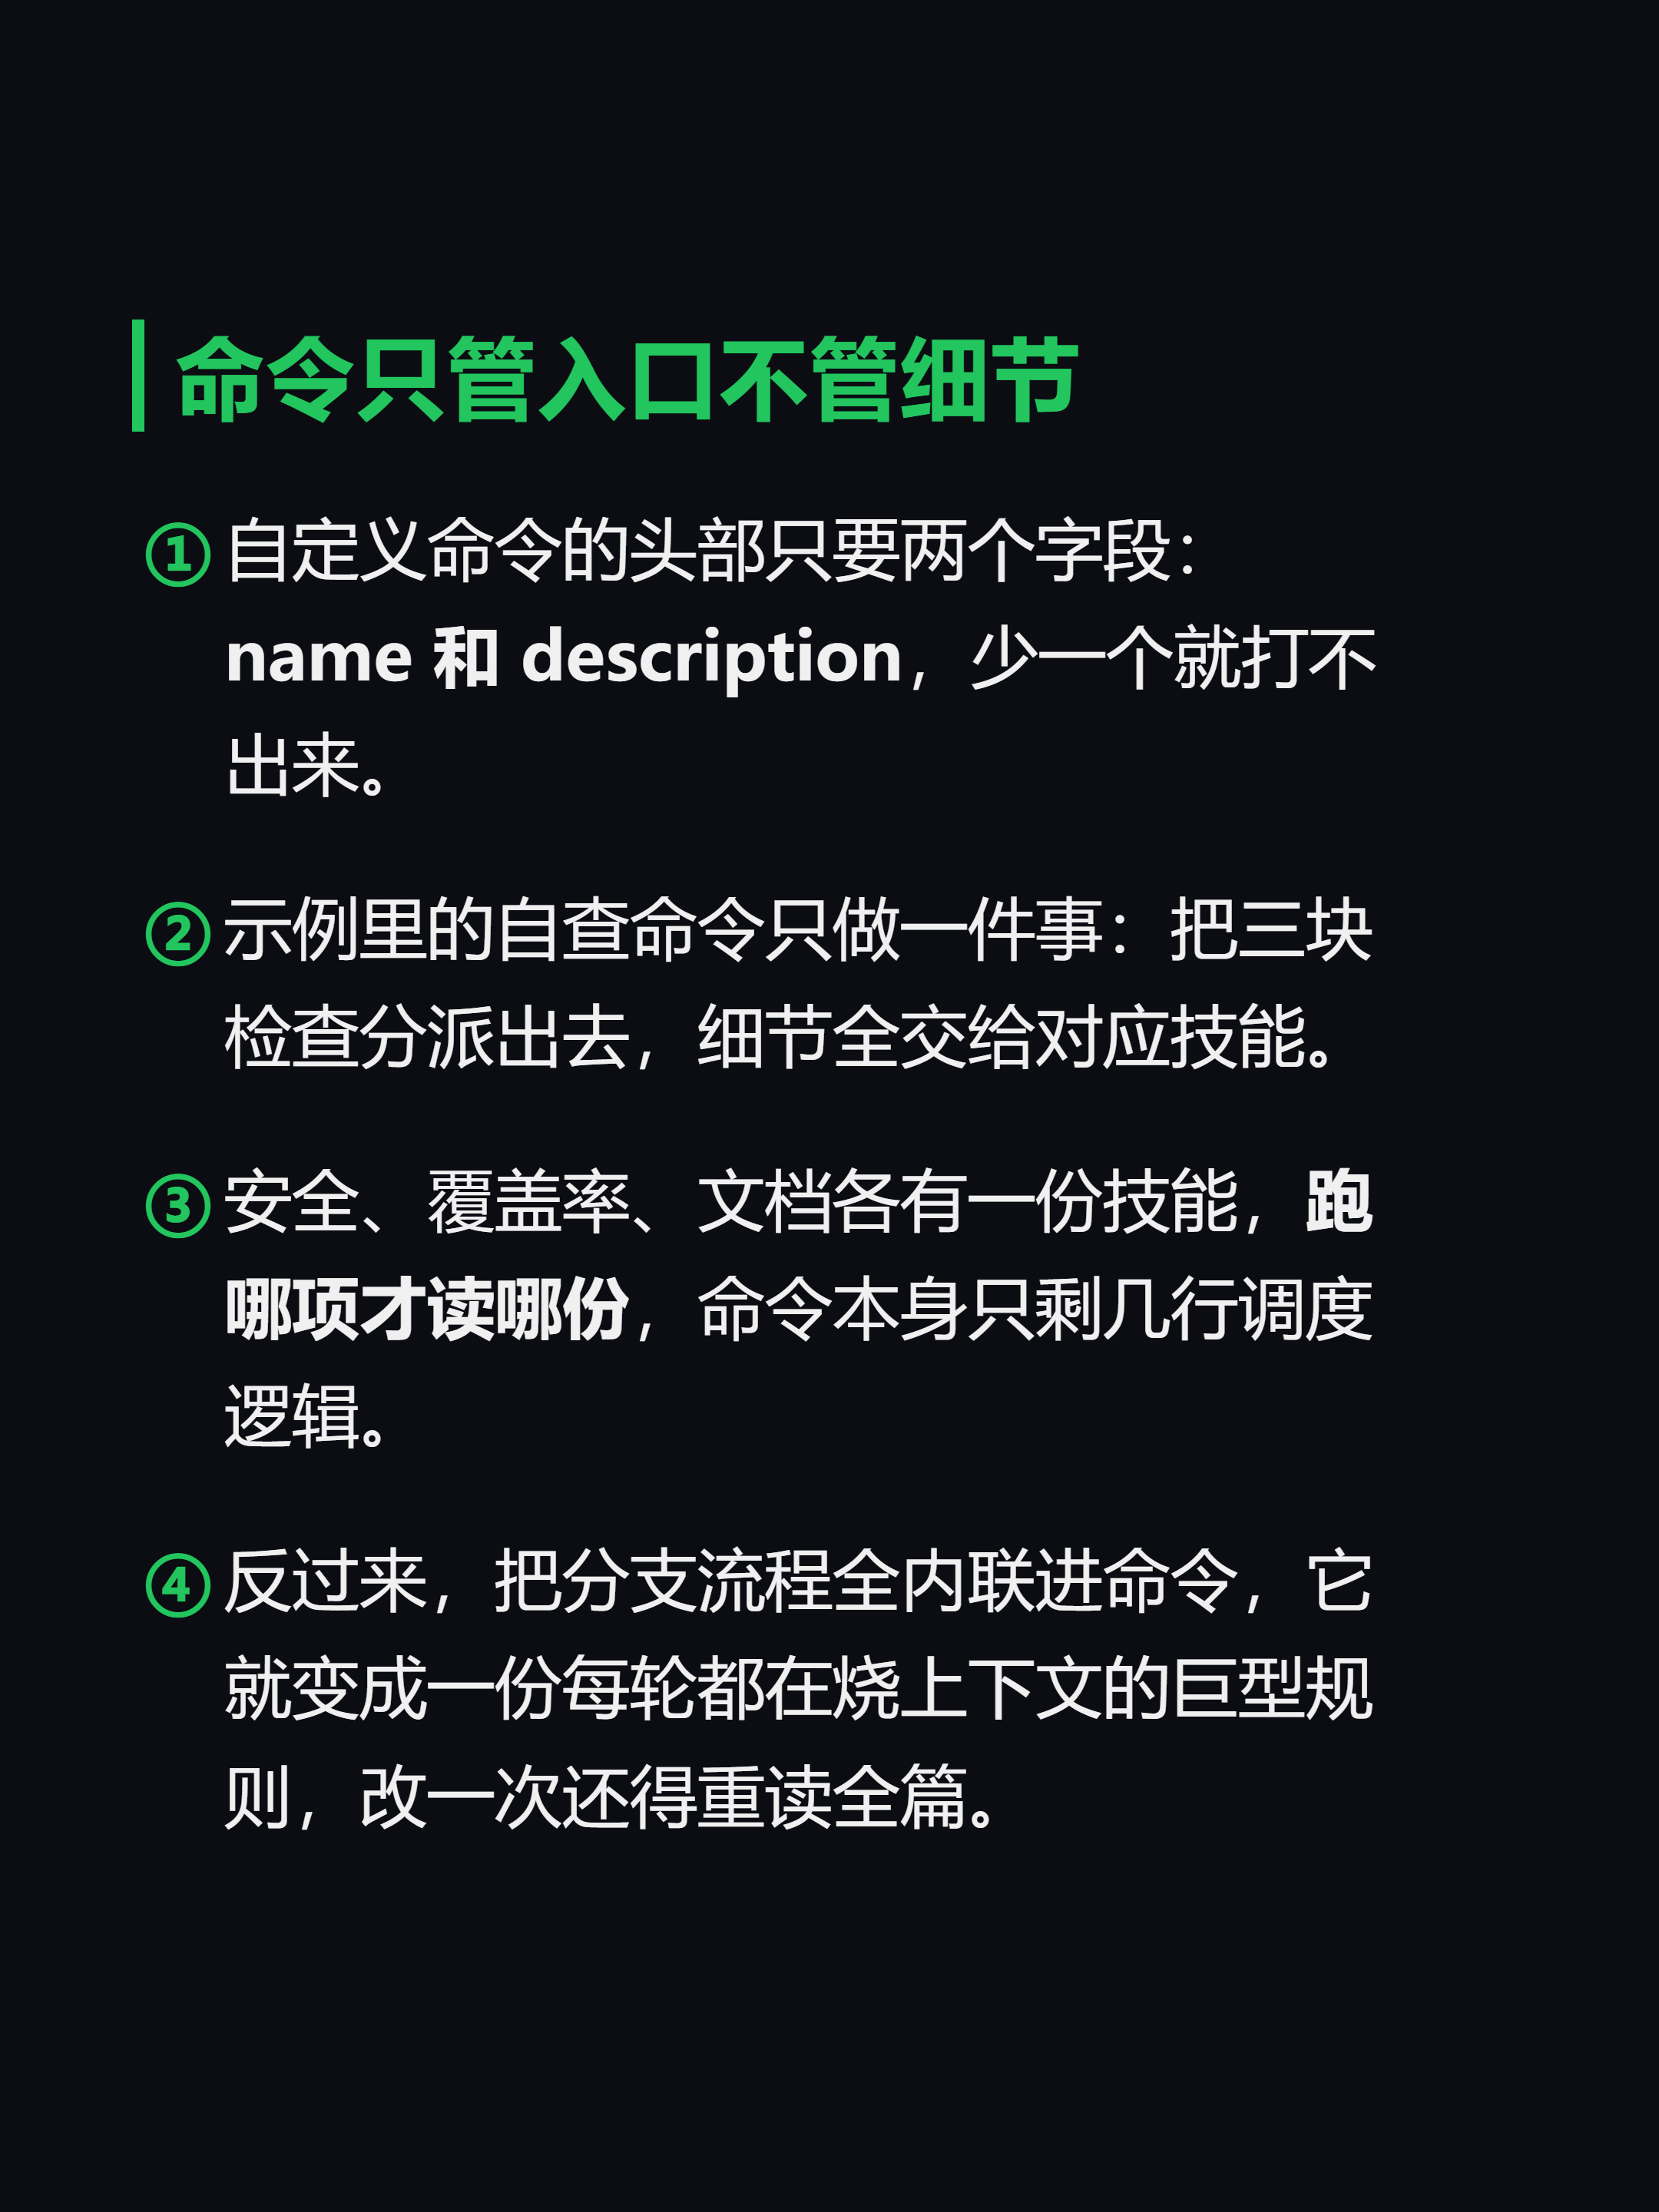 命令只管入口不管细节
① 自定义命令的头部只要两个字段：
name 和 description，少一个就打不
出来。
② 示例里的自查命令只做一件事：把三块
检查分派出去，细节全交给对应技能。
③ 安全、覆盖率、文档各有一份技能，跑
哪项才读哪份，命令本身只剩几行调度
逻辑。
④ 反过来，把分支流程全内联进命令，它
就变成一份每轮都在烧上下文的巨型规
则，改一次还得重读全篇。